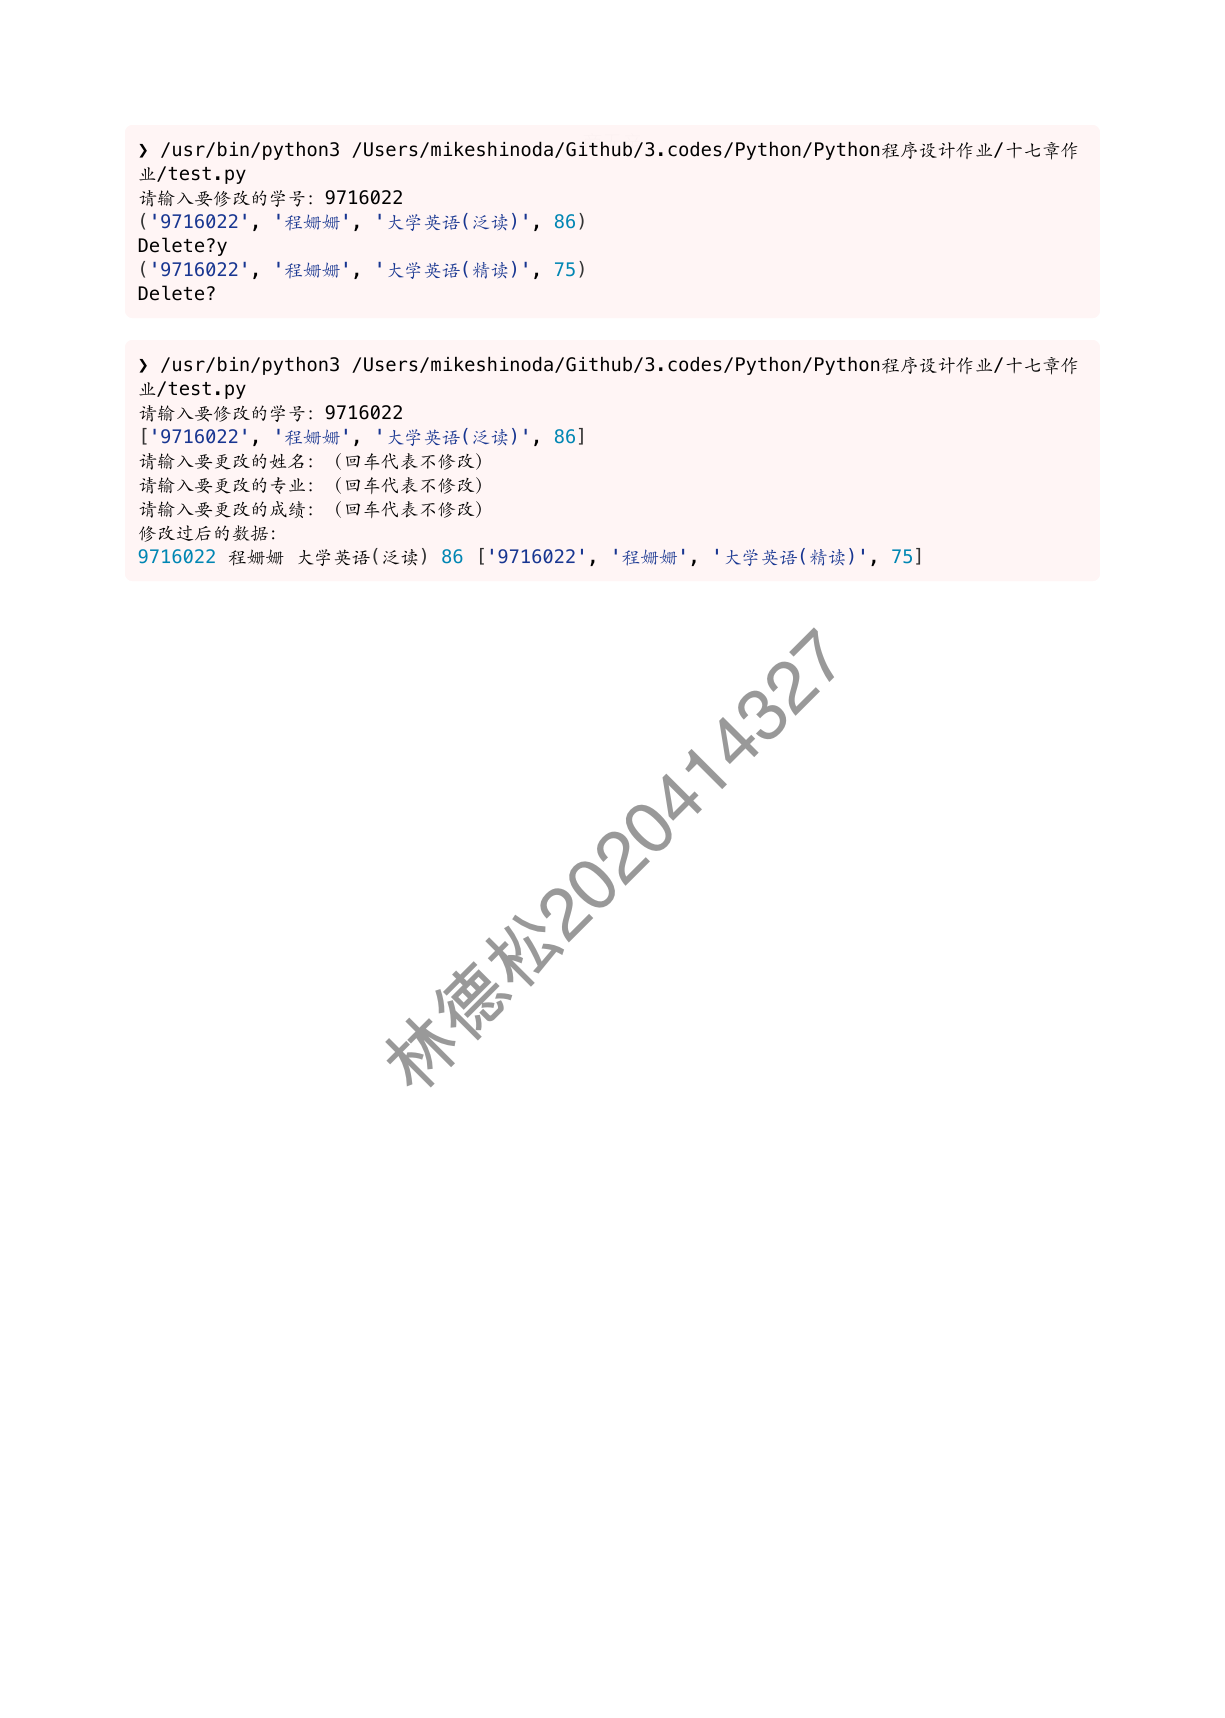 ❯ /usr/bin/python3 /Users/mikeshinoda/Github/3.codes/Python/Python程序设计作业/十七章作
业/test.py
请输入要修改的学号：9716022
('9716022', '程姗姗', '大学英语(泛读)', 86)
Delete?y
('9716022', '程姗姗', '大学英语(精读)', 75)
Delete?
❯ /usr/bin/python3 /Users/mikeshinoda/Github/3.codes/Python/Python程序设计作业/十七章作
业/test.py
请输入要修改的学号：9716022
['9716022', '程姗姗', '大学英语(泛读)', 86]
请输入要更改的姓名：（回车代表不修改）
请输入要更改的专业：（回车代表不修改）
请输入要更改的成绩：（回车代表不修改）
修改过后的数据：
9716022 程姗姗 大学英语(泛读) 86 ['9716022', '程姗姗', '大学英语(精读)', 75]
林德松2020414327